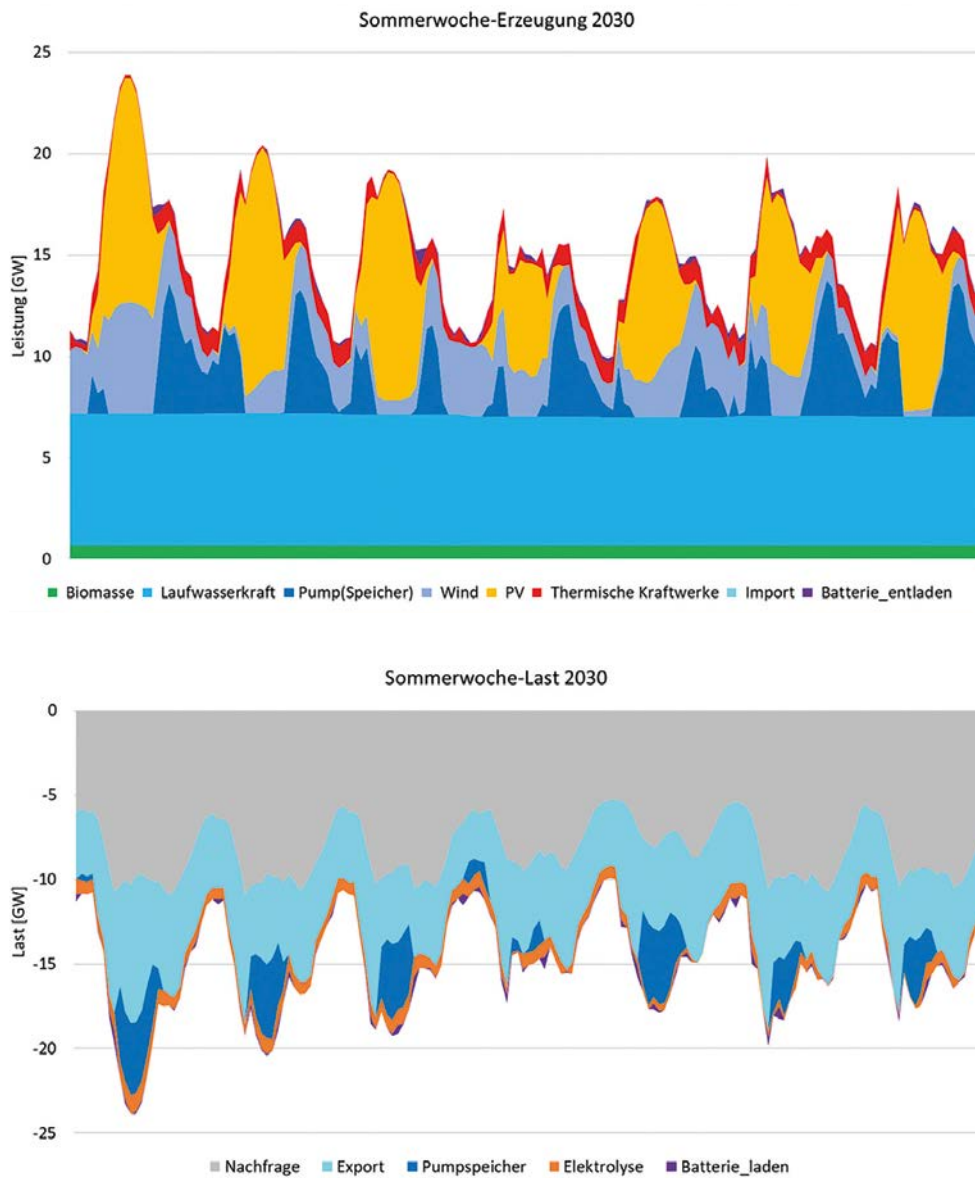 Sommerwoche-Erzeugung 2030
25
20
15
10
5
0
Leistung [GW]
Biomasse Laufwasserkraft Pump(Speicher) Wind PV Thermische Kraftwerke Import Batterie_entladen
Sommerwoche-Last 2030
0
-5
-10
-15
-20
-25
Last [GW]
Nachfrage Export Pumpspeicher Elektrolyse Batterie_laden